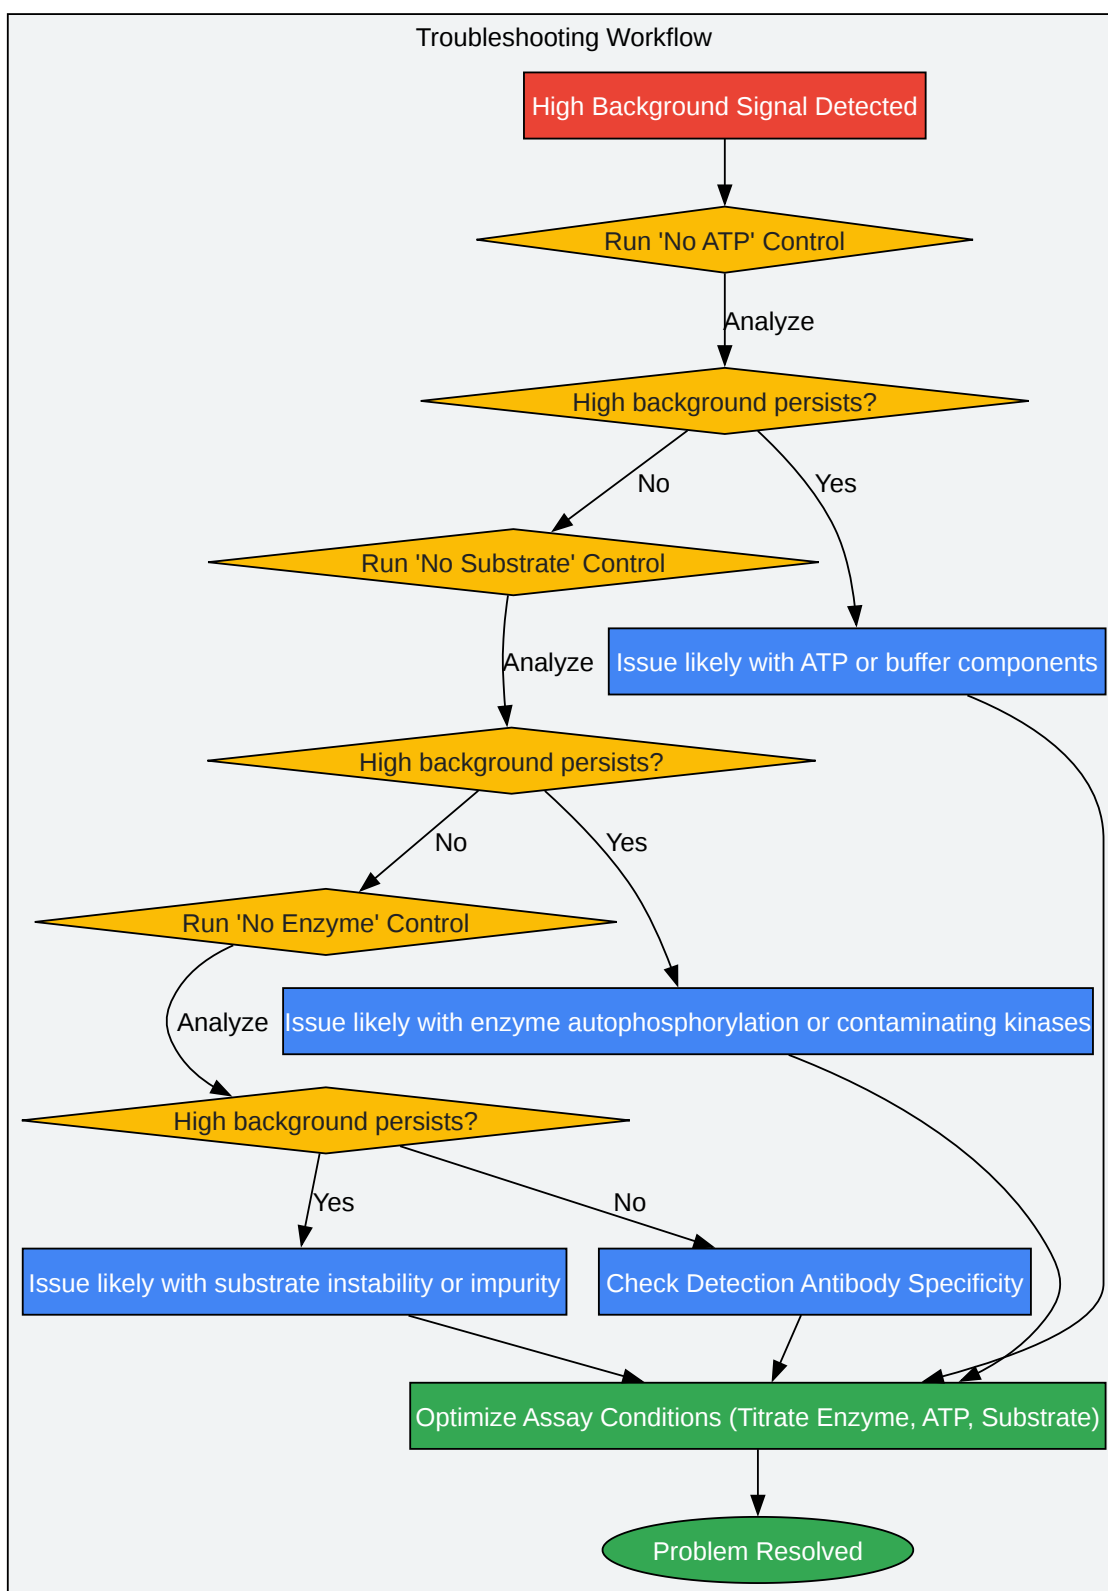 Troubleshooting Workflow
High Background Signal Detected
Run 'No ATP' Control
Analyze
High background persists?
No
Yes
Run 'No Substrate' Control
Analyze
Issue likely with ATP or buffer components
High background persists?
No
Yes
Run 'No Enzyme' Control
Analyze
Issue likely with enzyme autophosphorylation or contaminating kinases
High background persists?
Yes
No
Issue likely with substrate instability or impurity
Check Detection Antibody Specificity
Optimize Assay Conditions (Titrate Enzyme, ATP, Substrate)
Problem Resolved